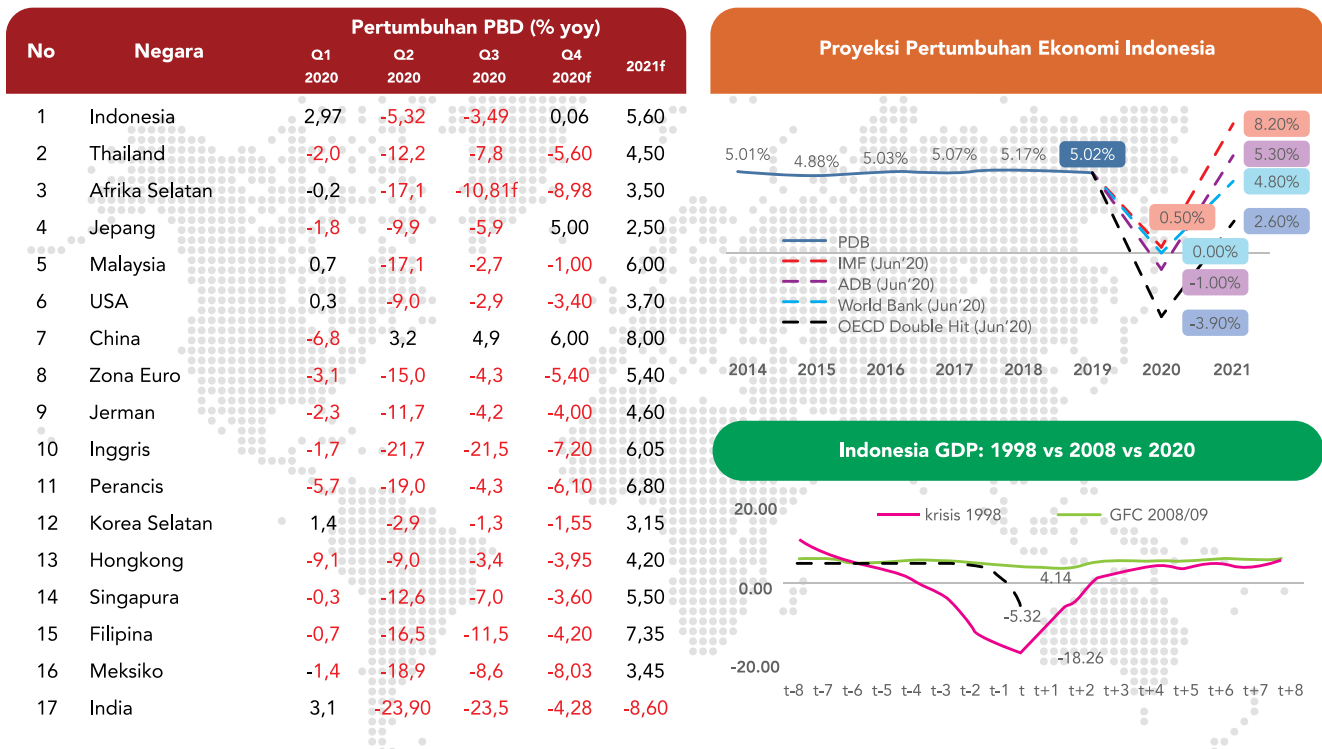 No Negara Pertumbuhan PBD (% yoy)
Q1 2020 Q2 2020 Q3 2020 Q4 2020f 2021f
1 Indonesia 2,97 -5,32 -3,49 0,06 5,60
2 Thailand -2,0 -12,2 -7,8 -5,60 4,50
3 Afrika Selatan -0,2 -17,1 -10,81f -8,98 3,50
4 Jepang -1,8 -9,9 -5,9 5,00 2,50
5 Malaysia 0,7 -17,1 -2,7 -1,00 6,00
6 USA 0,3 -9,0 -2,9 -3,40 3,70
7 China -6,8 3,2 4,9 6,00 8,00
8 Zona Euro -3,1 -15,0 -4,3 -5,40 5,40
9 Jerman -2,3 -11,7 -4,2 -4,00 4,60
10 Inggris -1,7 -21,7 -21,5 -7,20 6,05
11 Perancis -5,7 -19,0 -4,3 -6,10 6,80
12 Korea Selatan 1,4 -2,9 -1,3 -1,55 3,15
13 Hongkong -9,1 -9,0 -3,4 -3,95 4,20
14 Singapura -0,3 -12,6 -7,0 -3,60 5,50
15 Filipina -0,7 -16,5 -11,5 -4,20 7,35
16 Meksiko -1,4 -18,9 -8,6 -8,03 3,45
17 India 3,1 -23,90 -23,5 -4,28 -8,60
Proyeksi Pertumbuhan Ekonomi Indonesia
8.20%
5.01% 4.88% 5.03% 5.07% 5.17% 5.02% 5.30%
4.80%
0.50% 2.60%
PDB
0.00%
IMF (Jun'20)
ADB (Jun'20)
-1.00%
World Bank (Jun'20)
OECD Double Hit (Jun'20)
-3.90%
2014 2015 2016 2017 2018 2019 2020 2021
Indonesia GDP: 1998 vs 2008 vs 2020
20.00
krisis 1998 GFC 2008/09
4.14
0.00
-5.32
-18.26
-20.00
t-8 t-7 t-6 t-5 t-4 t-3 t-2 t-1 t t+1 t+2 t+3 t+4 t+5 t+6 t+7 t+8